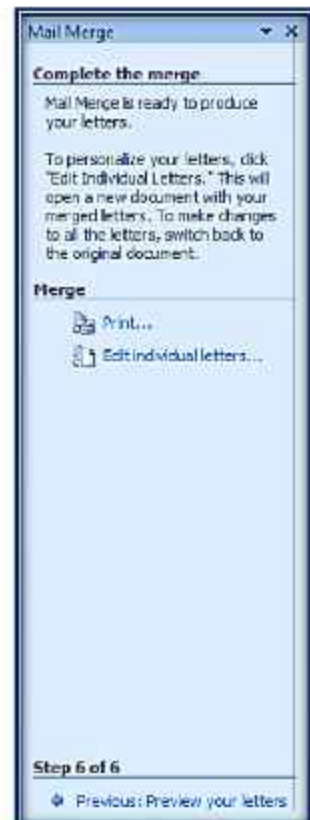 Mail Merge
Complete the merge
Mail Merge is ready to produce
your letters.
To personalize your letters, click
"Edit Individual Letters." This will
open a new document with your
merged letters. To make changes
to all the letters, switch back to
the original document.
Merge
Print...
Edit individual letters...
Step 6 of 6
Previous: Preview your letters